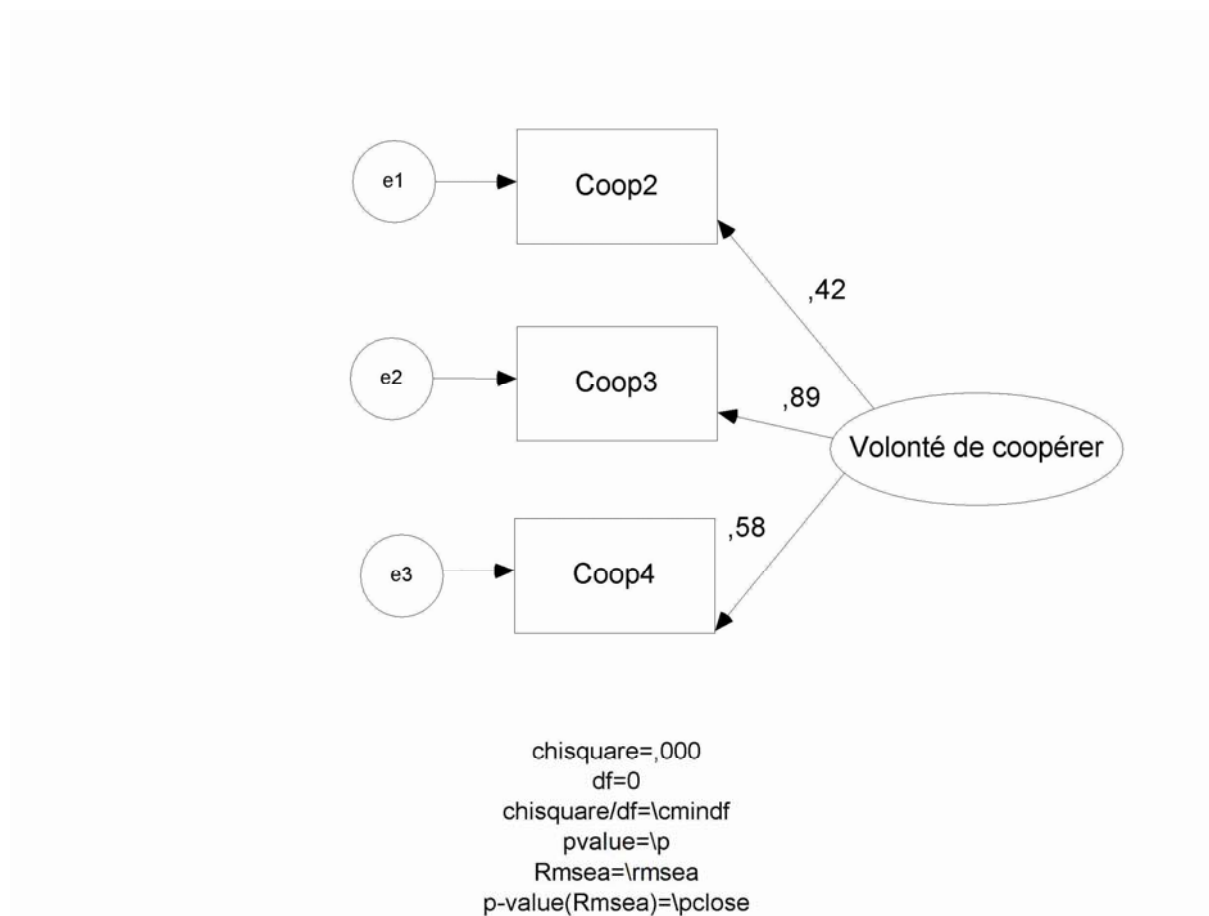 e1
Coop2
,42
e2
Coop3
,89
Volonté de coopérer
,58
e3
Coop4
chisquare=,000
df=0
chisquare/df=\cmindf
pvalue=\p
Rmsea=\rmsea
p-value(Rmsea)=\pclose